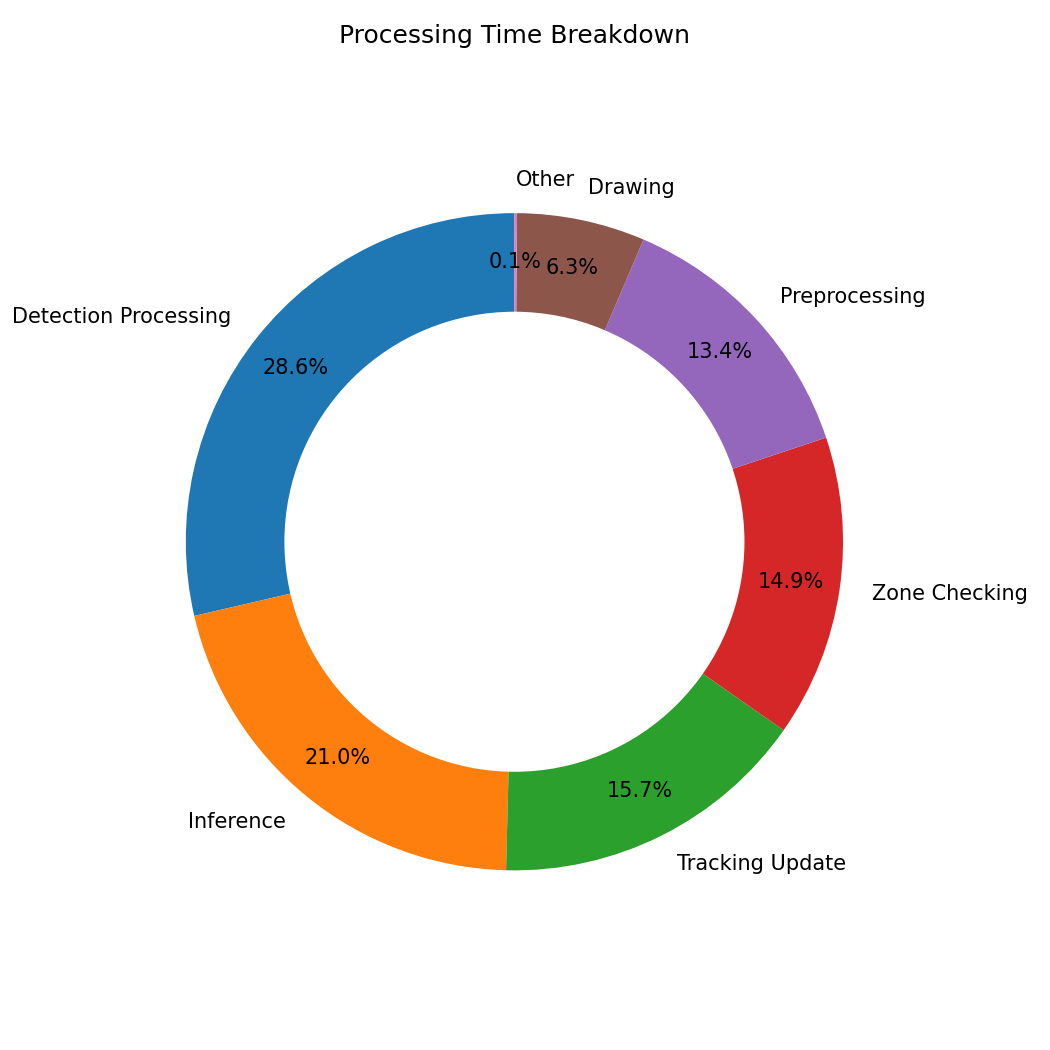 Processing Time Breakdown
Other
Drawing
0.1%
6.3%
Preprocessing
Detection Processing
13.4%
28.6%
14.9%
Zone Checking
21.0%
15.7%
Inference
Tracking Update